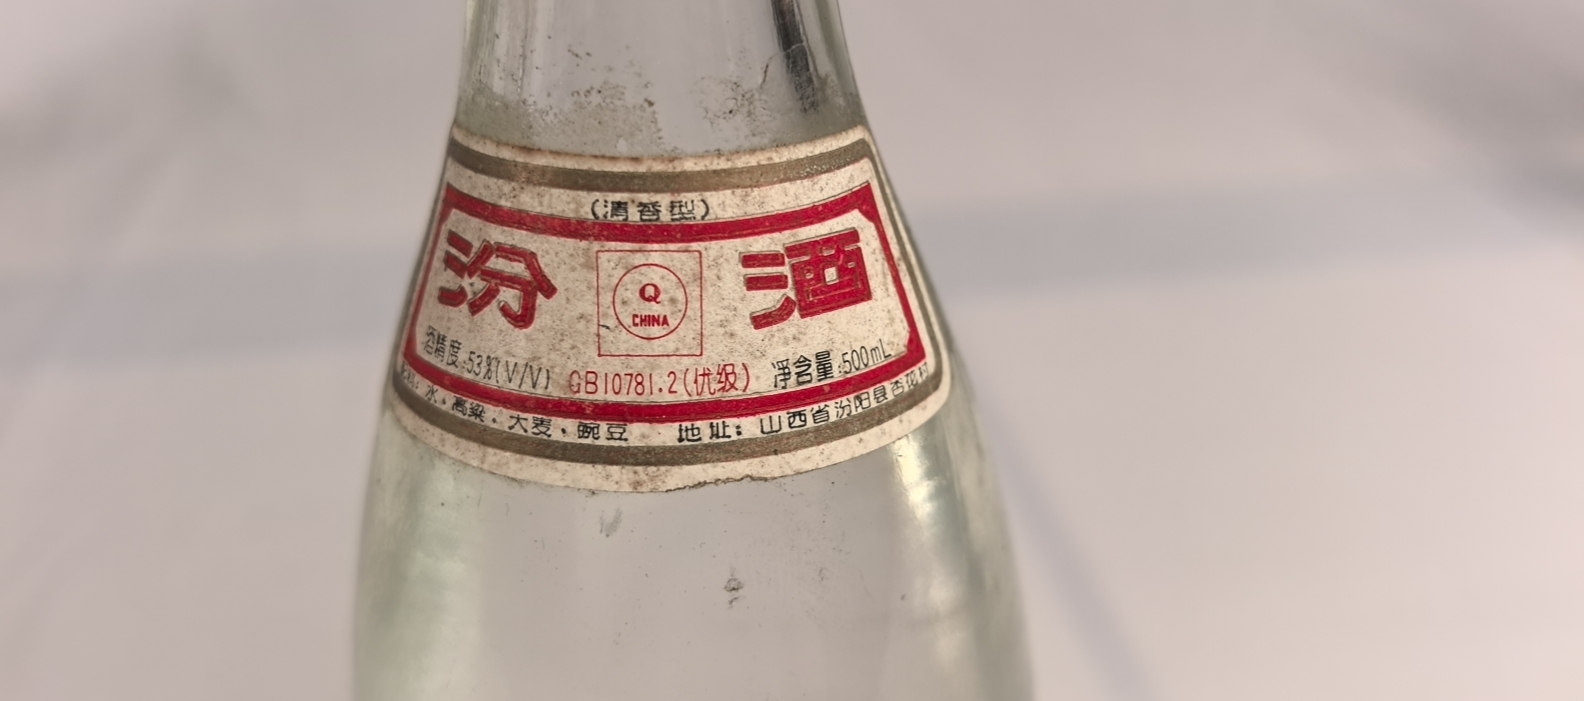 (清香型)
汾 Q 酒
CHINA
酒精度:53%(V/V) GB10781.2(优级) 净含量:500mL
水、高粱、大麦、豌豆 地址:山西省汾阳县杏花村